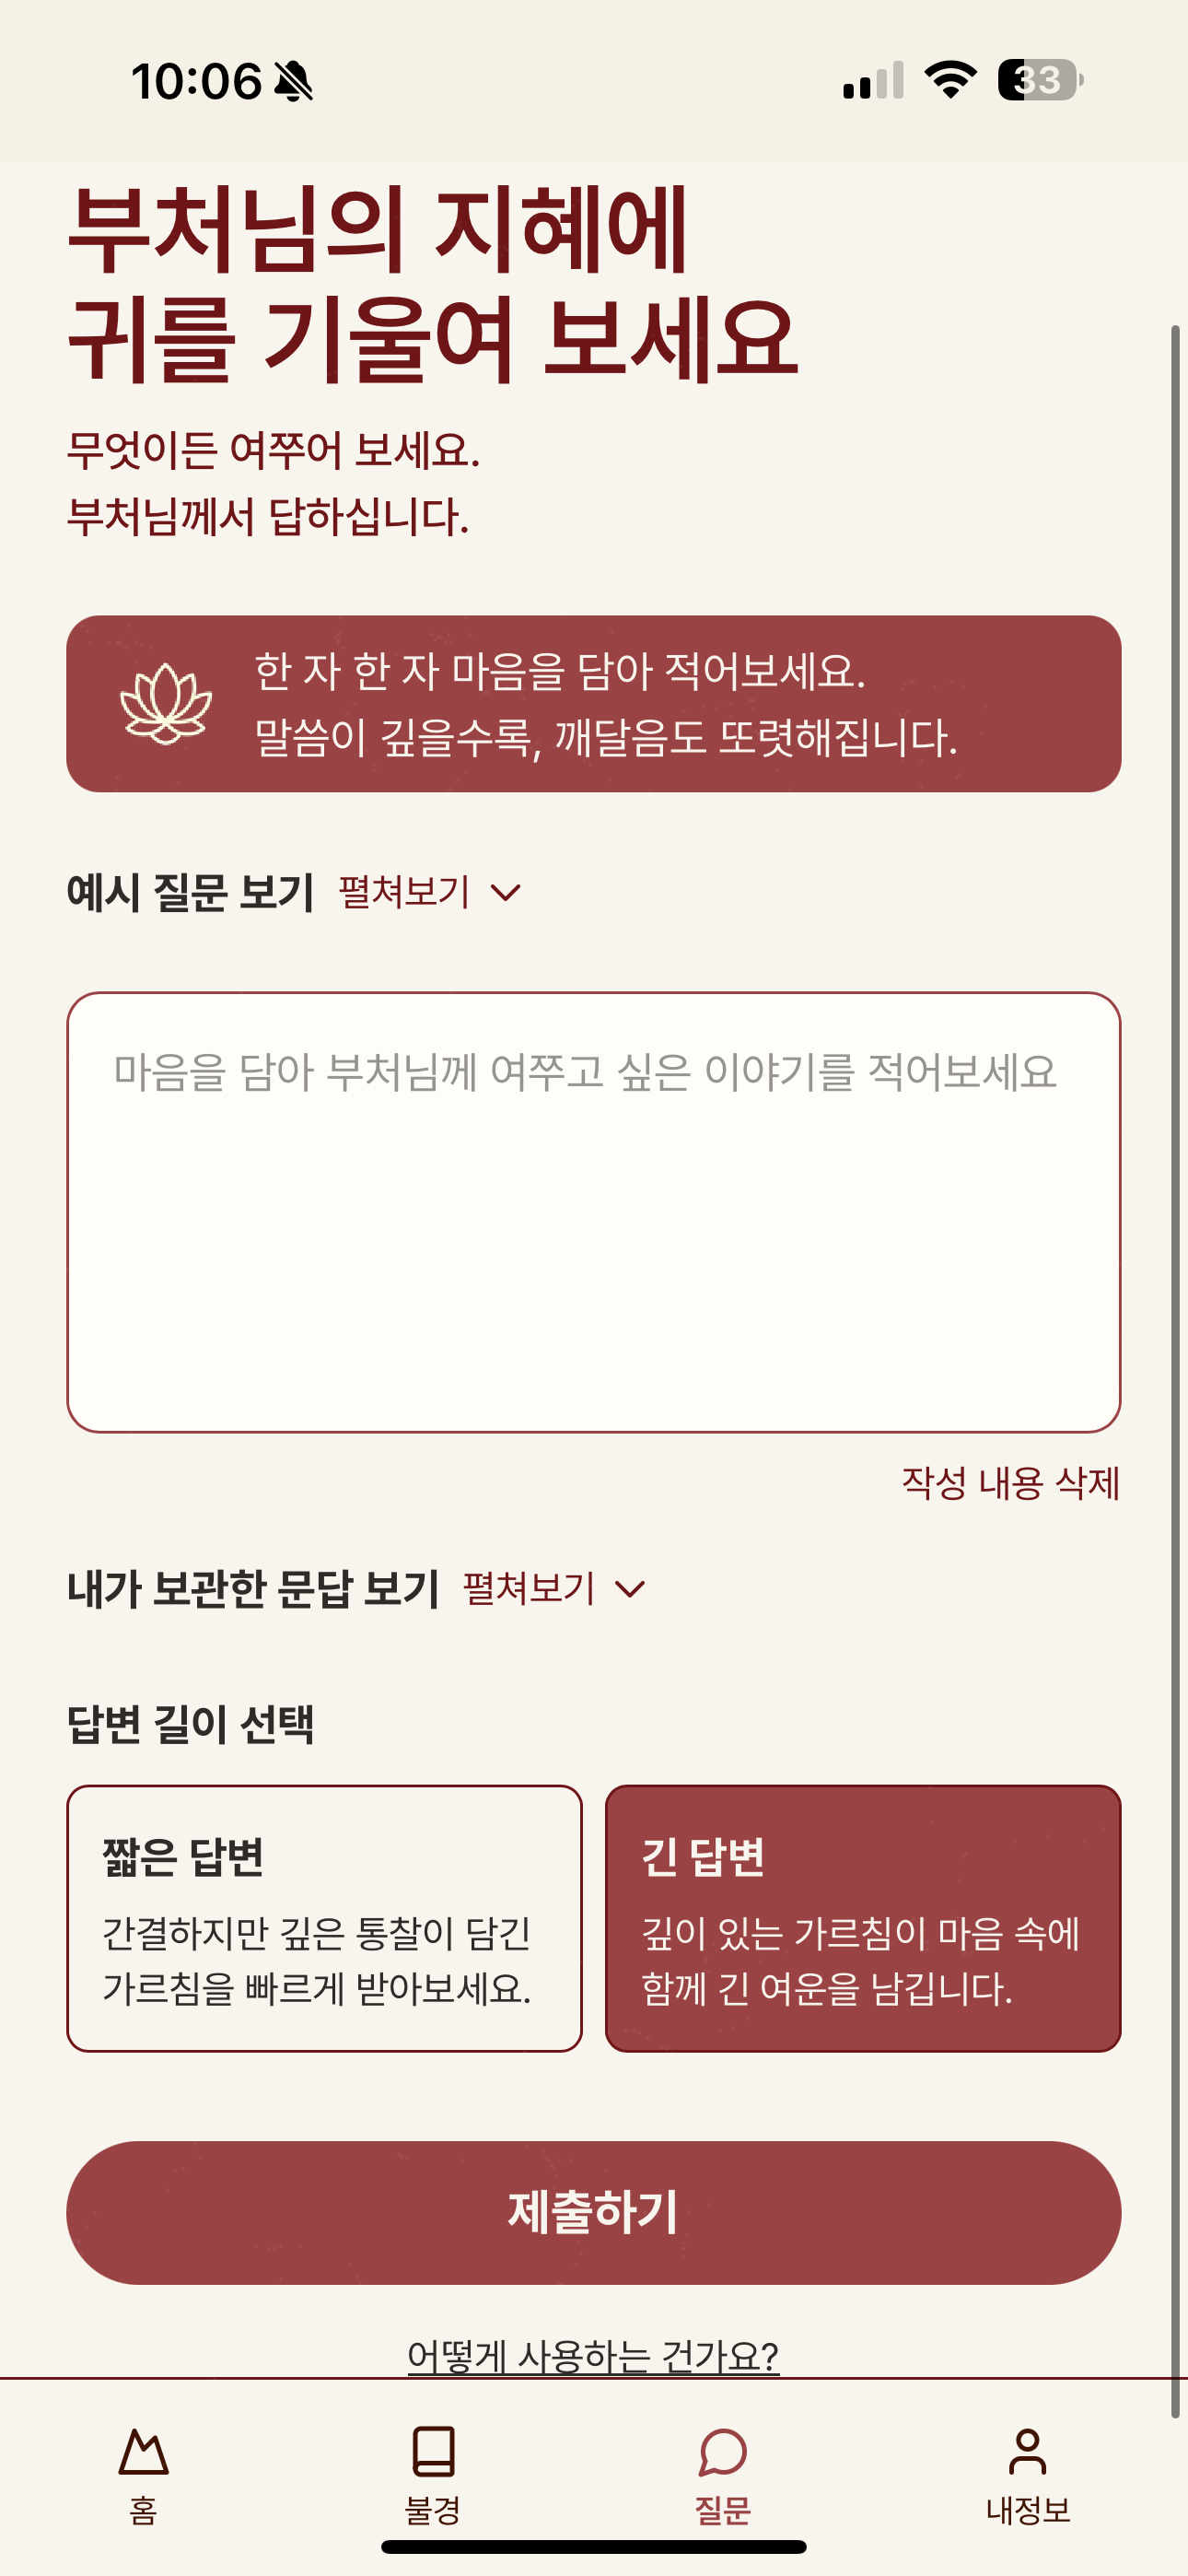 10:06
33
부처님의 지혜에
귀를 기울여 보세요
무엇이든 여쭈어 보세요.
부처님께서 답하십니다.
한 자 한 자 마음을 담아 적어보세요.
말씀이 깊을수록, 깨달음도 또렷해집니다.
예시 질문 보기 펼쳐보기
마음을 담아 부처님께 여쭈고 싶은 이야기를 적어보세요
작성 내용 삭제
내가 보관한 문답 보기 펼쳐보기
답변 길이 선택
짧은 답변
간결하지만 깊은 통찰이 담긴
가르침을 빠르게 받아보세요.
긴 답변
깊이 있는 가르침이 마음 속에
함께 긴 여운을 남깁니다.
제출하기
어떻게 사용하는 건가요?
홈
불경
질문
내정보